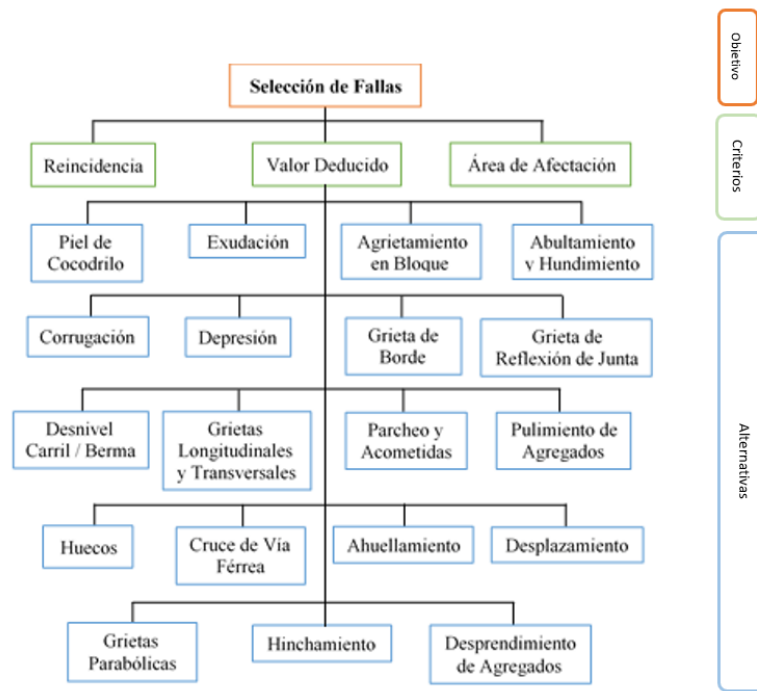 Selección de Fallas
Objetivo
Reincidencia
Valor Deducido
Área de Afectación
Criterios
Piel de
Cocodrilo
Exudación
Agrietamiento
en Bloque
Abultamiento
y Hundimiento
Corrugación
Depresión
Grieta de
Borde
Grieta de
Reflexión de Junta
Desnivel
Carril / Berma
Grietas
Longitudinales
y Transversales
Parcheo y
Acometidas
Pulimiento de
Agregados
Alternativas
Huecos
Cruce de Vía
Férrea
Ahuellamiento
Desplazamiento
Grietas
Parabólicas
Hinchamiento
Desprendimiento
de Agregados